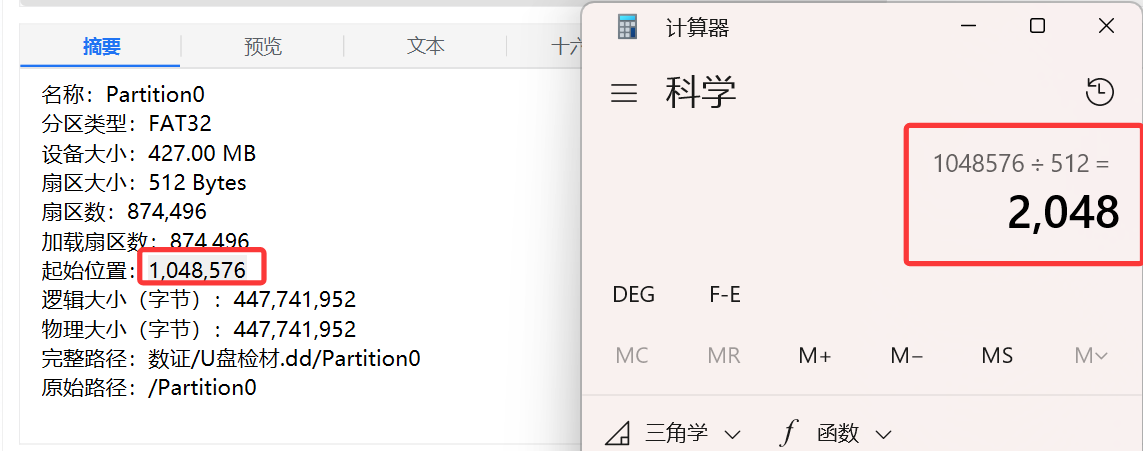 摘要 预览 文本
名称：Partition0
分区类型：FAT32
设备大小：427.00 MB
扇区大小：512 Bytes
扇区数：874,496
加载扇区数：874,496
起始位置：1,048,576
逻辑大小（字节）：447,741,952
物理大小（字节）：447,741,952
完整路径：数证/U盘检材.dd/Partition0
原始路径：/Partition0
计算器
科学
1048576 ÷ 512 =
2,048
DEG F-E
MC MR M+ M− MS M
三角学 f 函数